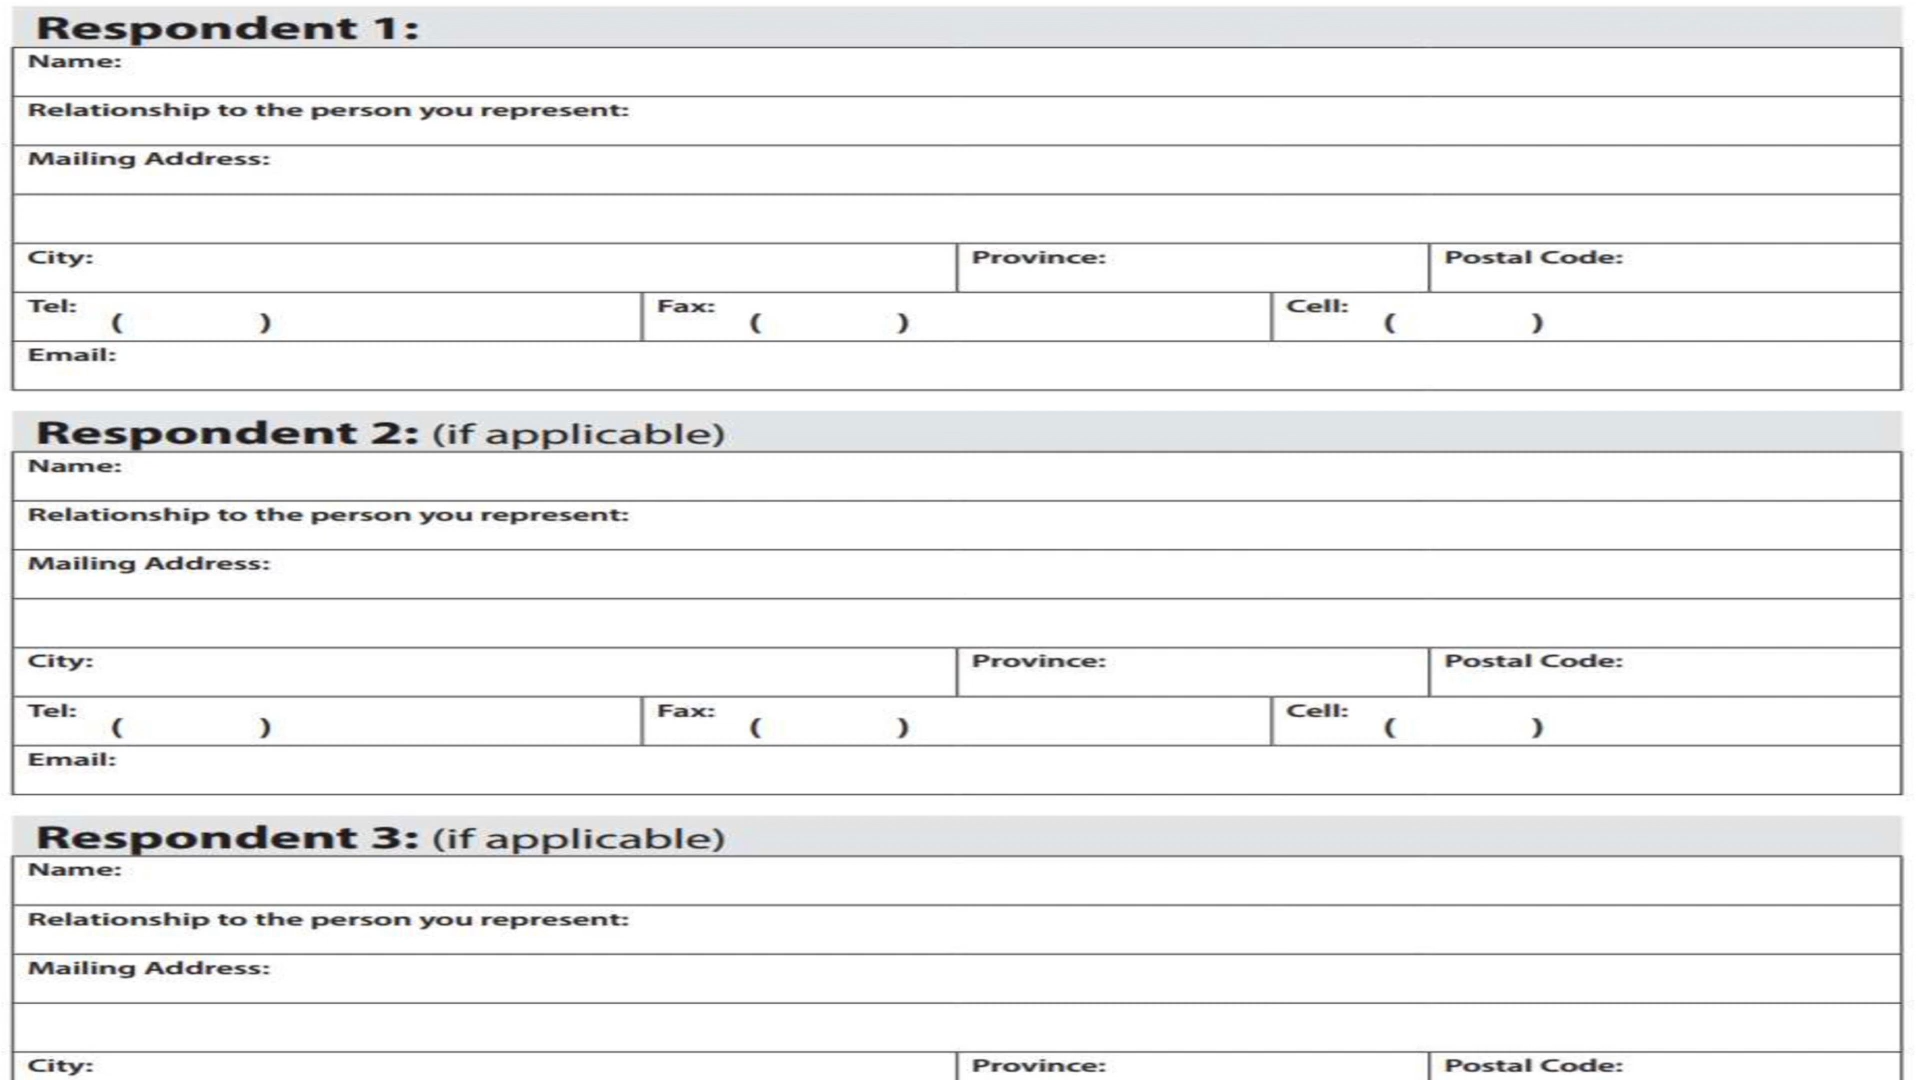 Respondent 1:
Name:
Relationship to the person you represent:
Mailing Address:
City: Province: Postal Code:
Tel: ( ) Fax: ( ) Cell: ( )
Email:
Respondent 2: (if applicable)
Name:
Relationship to the person you represent:
Mailing Address:
City: Province: Postal Code:
Tel: ( ) Fax: ( ) Cell: ( )
Email:
Respondent 3: (if applicable)
Name:
Relationship to the person you represent:
Mailing Address:
City: Province: Postal Code: